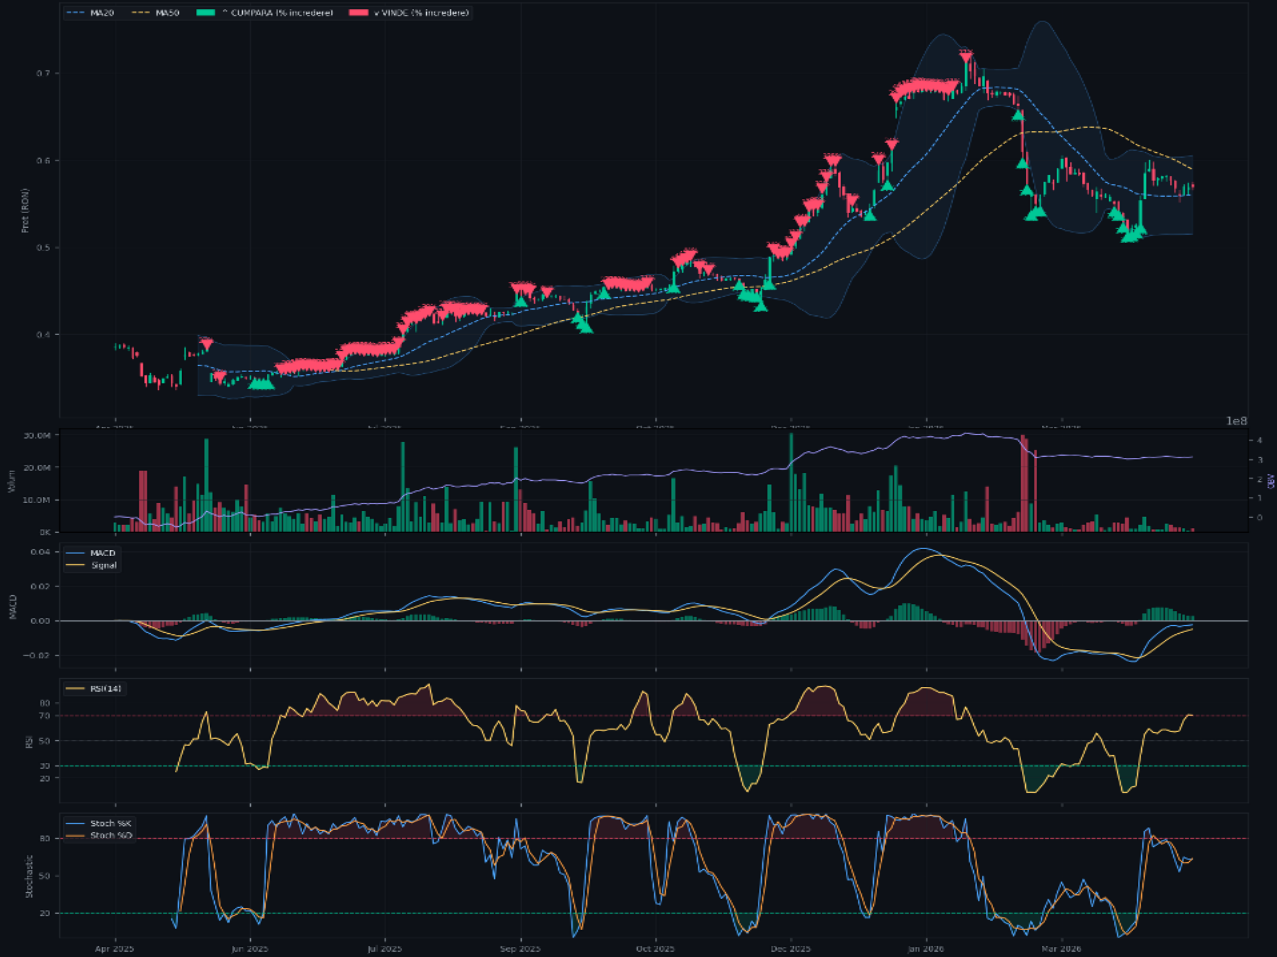 MA20 MA50 ^ CUMPARA (% incredere) v VINDE (% incredere)
0.7
0.6
0.5
0.4
Pret (RON)
1e8
30.0M
20.0M
10.0M
0K
Volum
4
3
2
1
0
OBV
MACD
Signal
0.04
0.02
0.00
−0.02
MACD
RSI(14)
80
70
50
30
20
RSI
Stoch %K
Stoch %D
80
20
Stochastic
Apr 2025 Jun 2025 Jul 2025 Sep 2025 Oct 2025 Dec 2025 Jan 2026 Mar 2026